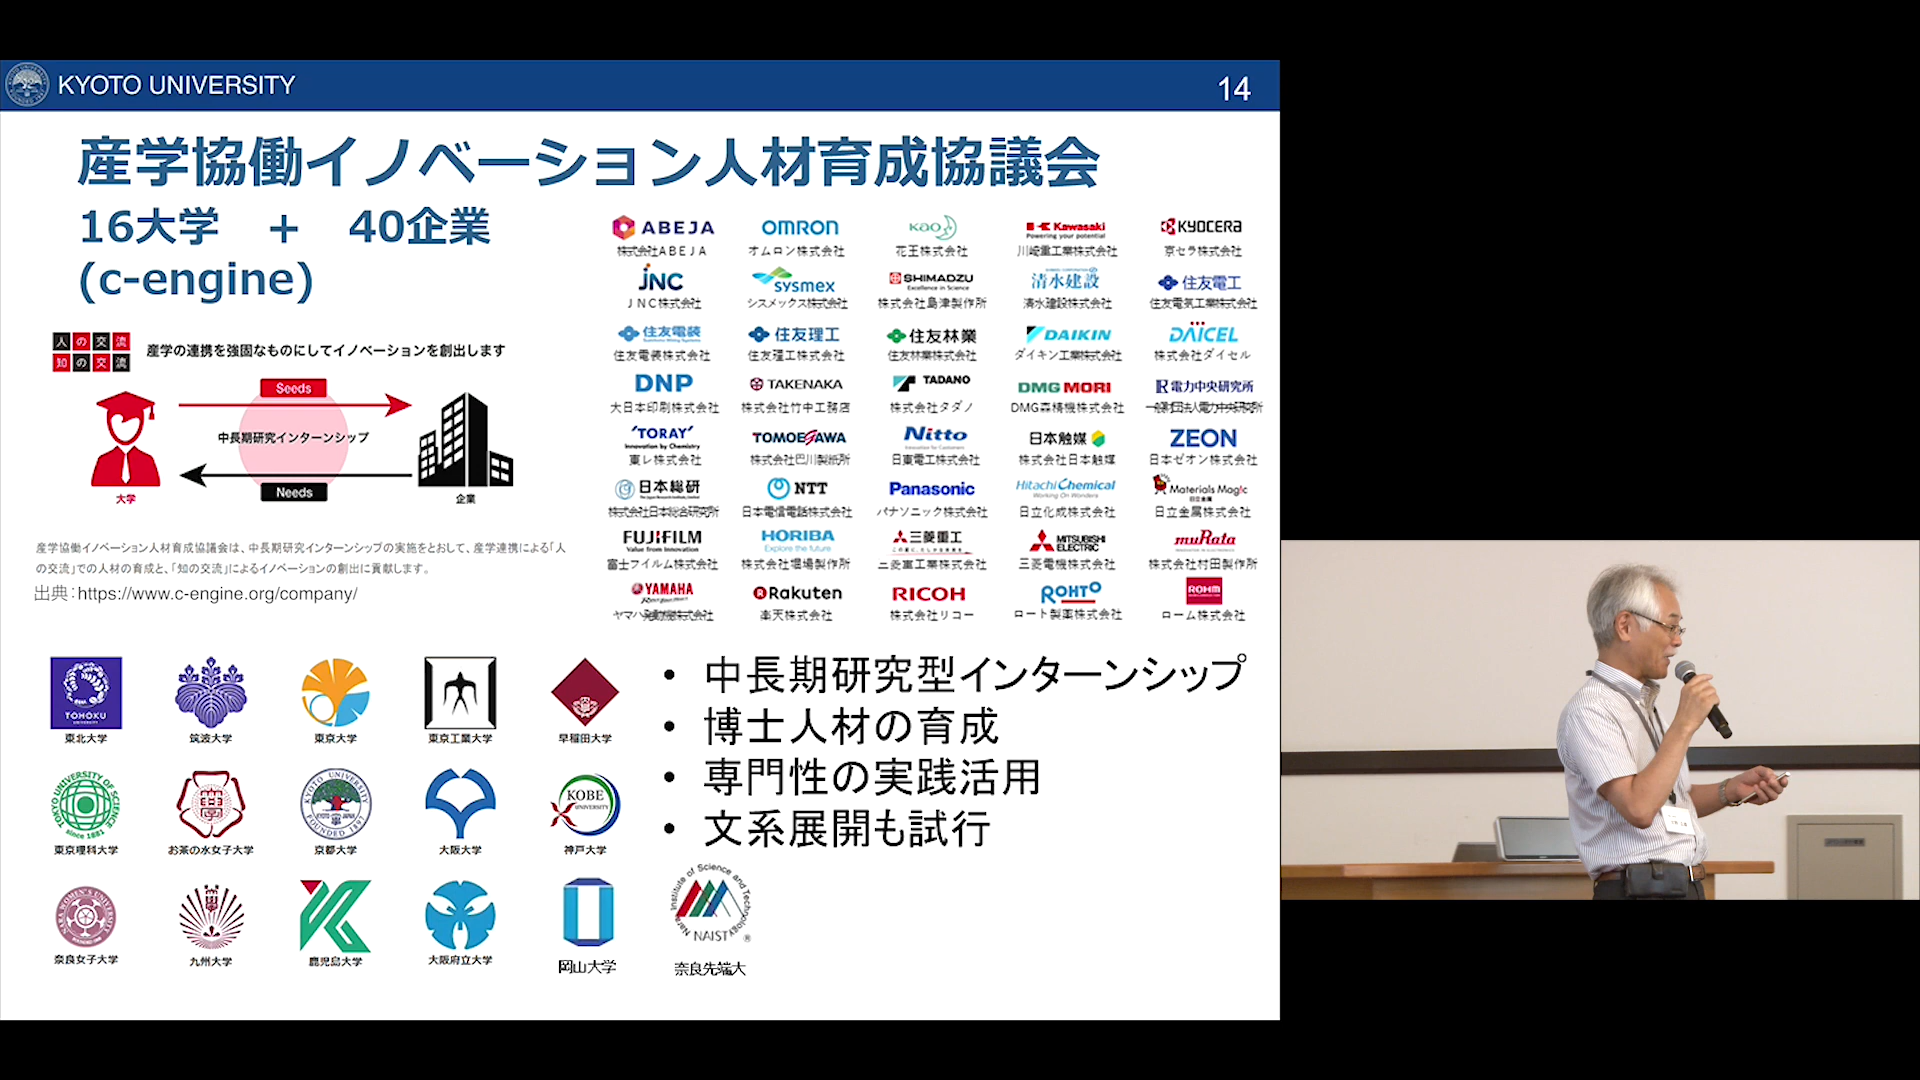 KYOTO UNIVERSITY
14
産学協働イノベーション人材育成協議会
16大学 + 40企業
(c-engine)
人の交流
知の交流
産学の連携を強固なものにしてイノベーションを創出します
Seeds
中長期研究インターンシップ
Needs
大学
企業
産学協働イノベーション人材育成協議会は、中長期研究インターンシップの実施をとおして、産学連携による「人
の交流」での人材の育成と、「知の交流」によるイノベーションの創出に貢献します。
出典：https://www.c-engine.org/company/
ABEJA OMRON kao Kawasaki KYOCERA
Powering your potential
株式会社ABEJA オムロン株式会社 花王株式会社 川崎重工業株式会社 京セラ株式会社
JNC sysmex SHIMADZU 清水建設 住友電工
Excellence in Science
JNC株式会社 シスメックス株式会社 株式会社島津製作所 清水建設株式会社 住友電気工業株式会社
住友電装 住友理工 住友林業 DAIKIN DAICEL
住友電装株式会社 住友理工株式会社 住友林業株式会社 ダイキン工業株式会社 株式会社ダイセル
DNP TAKENAKA TADANO DMG MORI 電力中央研究所
大日本印刷株式会社 株式会社竹中工務店 株式会社タダノ DMG森精機株式会社 一般財団法人電力中央研究所
'TORAY' TOMOEGAWA Nitto 日本触媒 ZEON
Innovation by Chemistry
東レ株式会社 株式会社巴川製紙所 日東電工株式会社 株式会社日本触媒 日本ゼオン株式会社
日本総研 NTT Panasonic Hitachi Chemical Materials Magic
Working On Wonders 日立金属
株式会社日本総合研究所 日本電信電話株式会社 パナソニック株式会社 日立化成株式会社 日立金属株式会社
FUJIFILM HORIBA 三菱重工 MITSUBISHI ELECTRIC muRata
Value from Innovation Explore the future
富士フイルム株式会社 株式会社堀場製作所 三菱重工業株式会社 三菱電機株式会社 株式会社村田製作所
YAMAHA Rakuten RICOH ROHTO ROHM
ヤマハ発動機株式会社 楽天株式会社 株式会社リコー ロート製薬株式会社 ローム株式会社
TOHOKU
UNIVERSITY
東北大学 筑波大学 東京大学 東京工業大学 早稲田大学
TOKYO UNIVERSITY OF SCIENCE
since 1881
KYOTO UNIVERSITY
FOUNDED 1897
KOBE
UNIVERSITY
東京理科大学 お茶の水女子大学 京都大学 大阪大学 神戸大学
NARA WOMEN'S UNIVERSITY
Nara Institute of Science and Technology
NAIST®
奈良女子大学 九州大学 鹿児島大学 大阪府立大学 岡山大学 奈良先端大
• 中長期研究型インターンシップ
• 博士人材の育成
• 専門性の実践活用
• 文系展開も試行